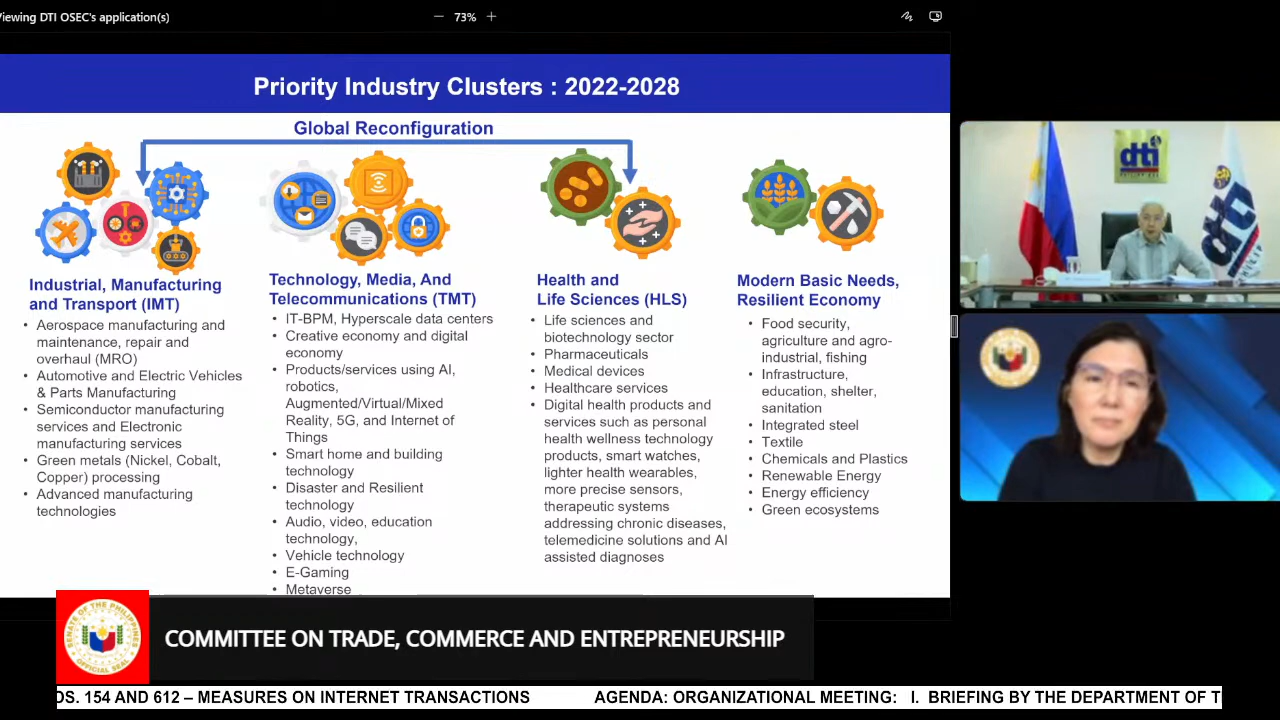 Viewing DTI OSEC's application(s)
73%
Priority Industry Clusters : 2022-2028
Global Reconfiguration
Industrial, Manufacturing
and Transport (IMT)
• Aerospace manufacturing and
maintenance, repair and
overhaul (MRO)
• Automotive and Electric Vehicles
& Parts Manufacturing
• Semiconductor manufacturing
services and Electronic
manufacturing services
• Green metals (Nickel, Cobalt,
Copper) processing
• Advanced manufacturing
technologies
Technology, Media, And
Telecommunications (TMT)
• IT-BPM, Hyperscale data centers
• Creative economy and digital
economy
• Products/services using AI,
robotics,
Augmented/Virtual/Mixed
Reality, 5G, and Internet of
Things
• Smart home and building
technology
• Disaster and Resilient
technology
• Audio, video, education
technology,
• Vehicle technology
• E-Gaming
• Metaverse
Health and
Life Sciences (HLS)
• Life sciences and
biotechnology sector
• Pharmaceuticals
• Medical devices
• Healthcare services
• Digital health products and
services such as personal
health wellness technology
products, smart watches,
lighter health wearables,
more precise sensors,
therapeutic systems
addressing chronic diseases,
telemedicine solutions and AI
assisted diagnoses
Modern Basic Needs,
Resilient Economy
• Food security,
agriculture and agro-
industrial, fishing
• Infrastructure,
education, shelter,
sanitation
• Integrated steel
• Textile
• Chemicals and Plastics
• Renewable Energy
• Energy efficiency
• Green ecosystems
dti
dti
SENATE OF THE PHILIPPINES
OFFICIAL SEAL
COMMITTEE ON TRADE, COMMERCE AND ENTREPRENEURSHIP
OS. 154 AND 612 – MEASURES ON INTERNET TRANSACTIONS AGENDA: ORGANIZATIONAL MEETING: I. BRIEFING BY THE DEPARTMENT OF T